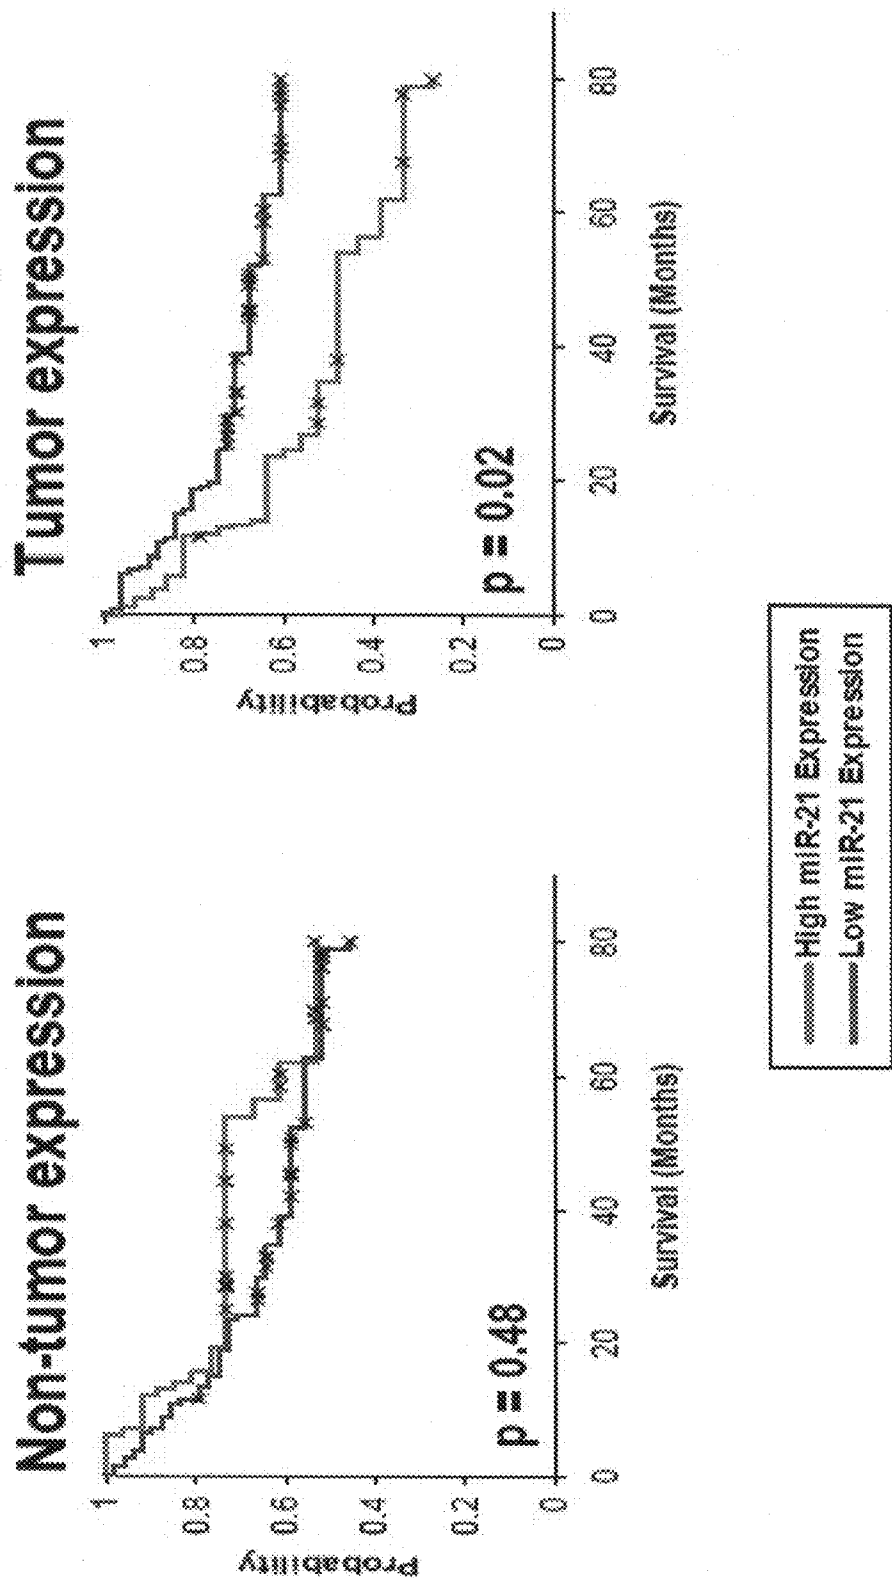 Non-tumor expression
Probability
1
0.8
0.6
0.4
0.2
0
p = 0.48
0 20 40 60 80
Survival (Months)
Tumor expression
Probability
1
0.8
0.6
0.4
0.2
0
p = 0.02
0 20 40 60 80
Survival (Months)
High miR-21 Expression
Low miR-21 Expression